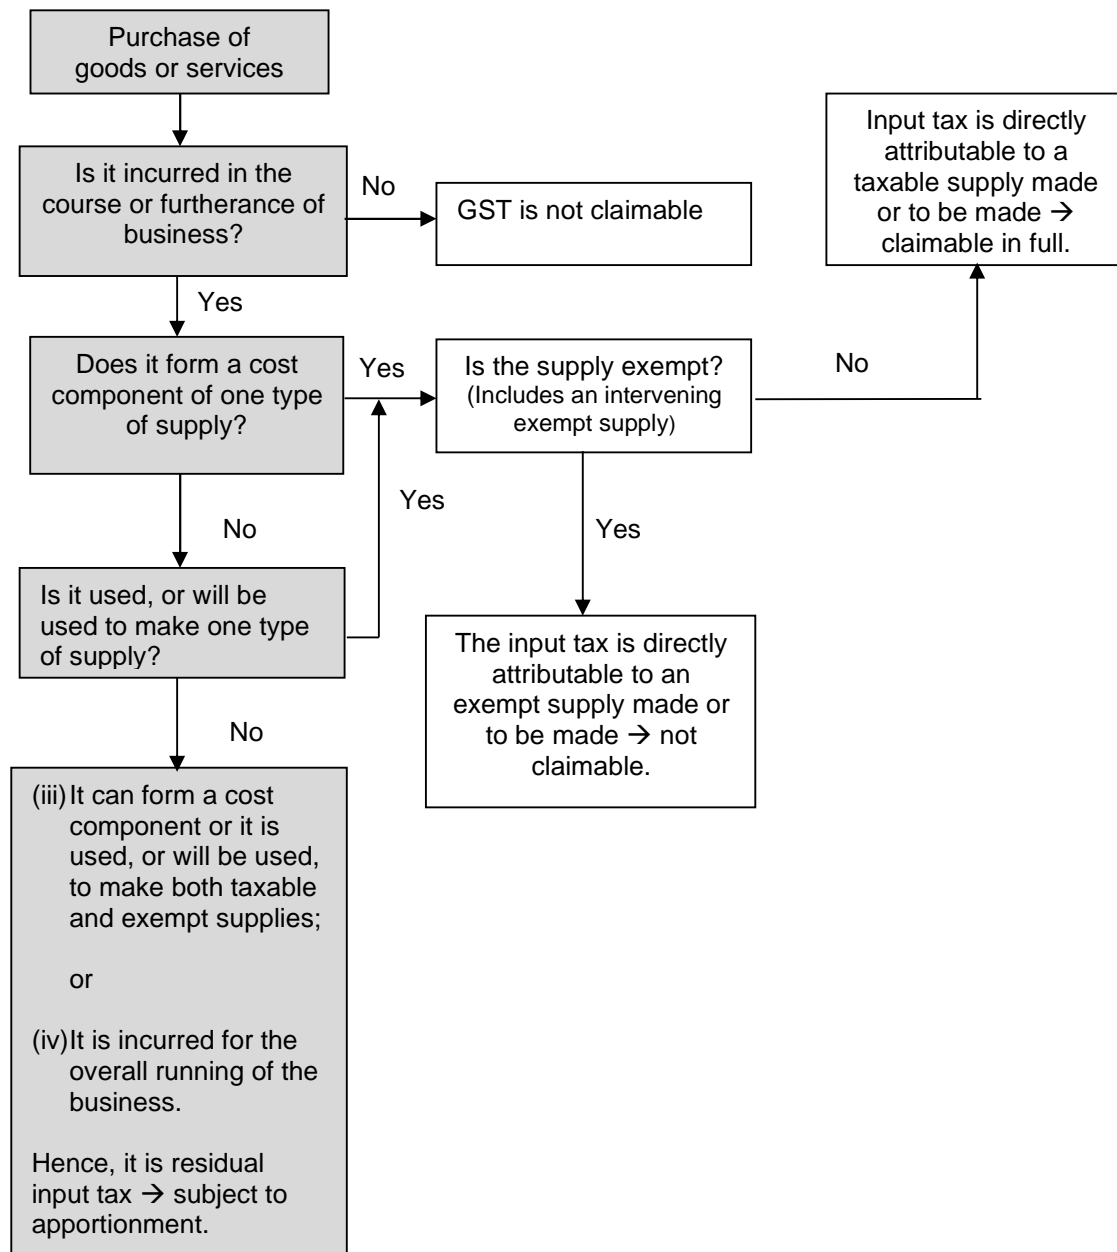 Purchase of
goods or services
Is it incurred in the
course or furtherance of
business?
No
GST is not claimable
Input tax is directly
attributable to a
taxable supply made
or to be made →
claimable in full.
Yes
Does it form a cost
component of one type
of supply?
Yes
Is the supply exempt?
(Includes an intervening
exempt supply)
No
Yes
No
Yes
Is it used, or will be
used to make one type
of supply?
The input tax is directly
attributable to an
exempt supply made or
to be made → not
claimable.
No
(iii) It can form a cost
component or it is
used, or will be used,
to make both taxable
and exempt supplies;
or
(iv) It is incurred for the
overall running of the
business.
Hence, it is residual
input tax → subject to
apportionment.